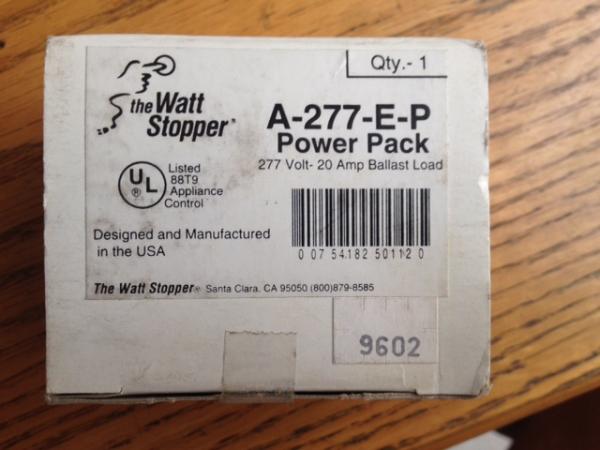 Qty.- 1
the Watt
Stopper®
A-277-E-P
Power Pack
277 Volt- 20 Amp Ballast Load
UL
®
Listed
88T9
Appliance
Control
0 07 54182 50112 0
Designed and Manufactured
in the USA
The Watt Stopper® Santa Clara, CA 95050 (800)879-8585
9602